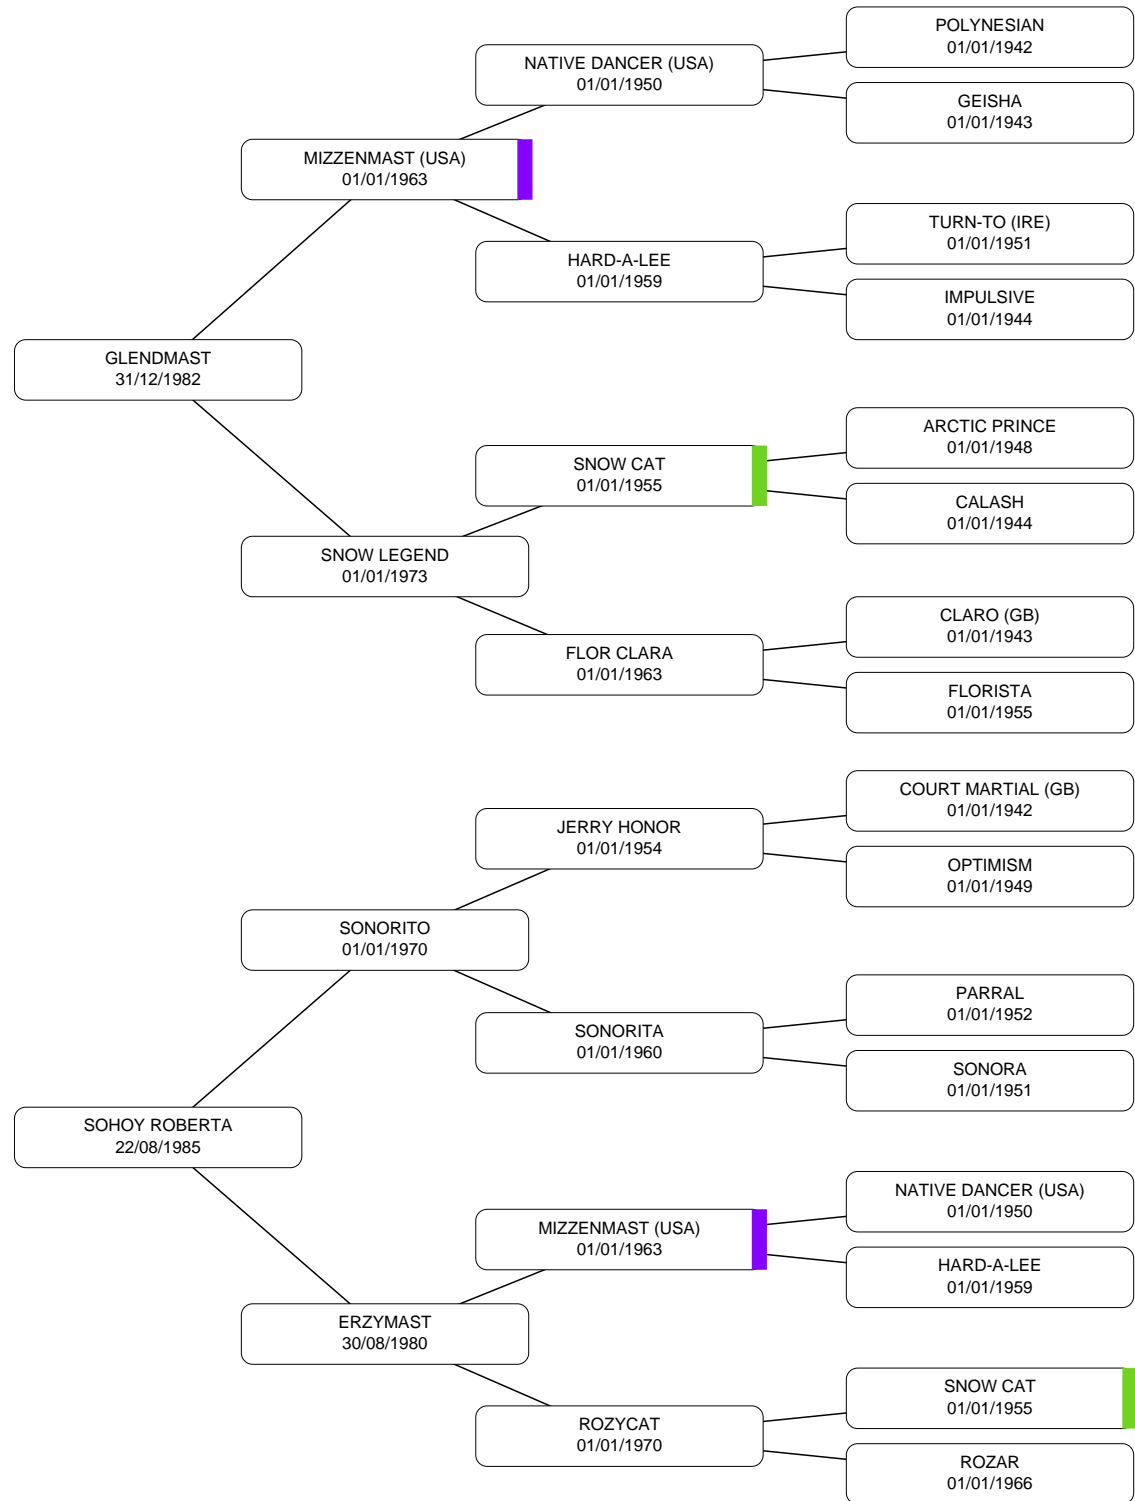 POLYNESIAN
01/01/1942
NATIVE DANCER (USA)
01/01/1950
GEISHA
01/01/1943
MIZZENMAST (USA)
01/01/1963
TURN-TO (IRE)
01/01/1951
HARD-A-LEE
01/01/1959
IMPULSIVE
01/01/1944
GLENDMAST
31/12/1982
ARCTIC PRINCE
01/01/1948
SNOW CAT
01/01/1955
CALASH
01/01/1944
SNOW LEGEND
01/01/1973
CLARO (GB)
01/01/1943
FLOR CLARA
01/01/1963
FLORISTA
01/01/1955
COURT MARTIAL (GB)
01/01/1942
JERRY HONOR
01/01/1954
OPTIMISM
01/01/1949
SONORITO
01/01/1970
PARRAL
01/01/1952
SONORITA
01/01/1960
SONORA
01/01/1951
SOHOY ROBERTA
22/08/1985
NATIVE DANCER (USA)
01/01/1950
MIZZENMAST (USA)
01/01/1963
HARD-A-LEE
01/01/1959
ERZYMAST
30/08/1980
SNOW CAT
01/01/1955
ROZYCAT
01/01/1970
ROZAR
01/01/1966